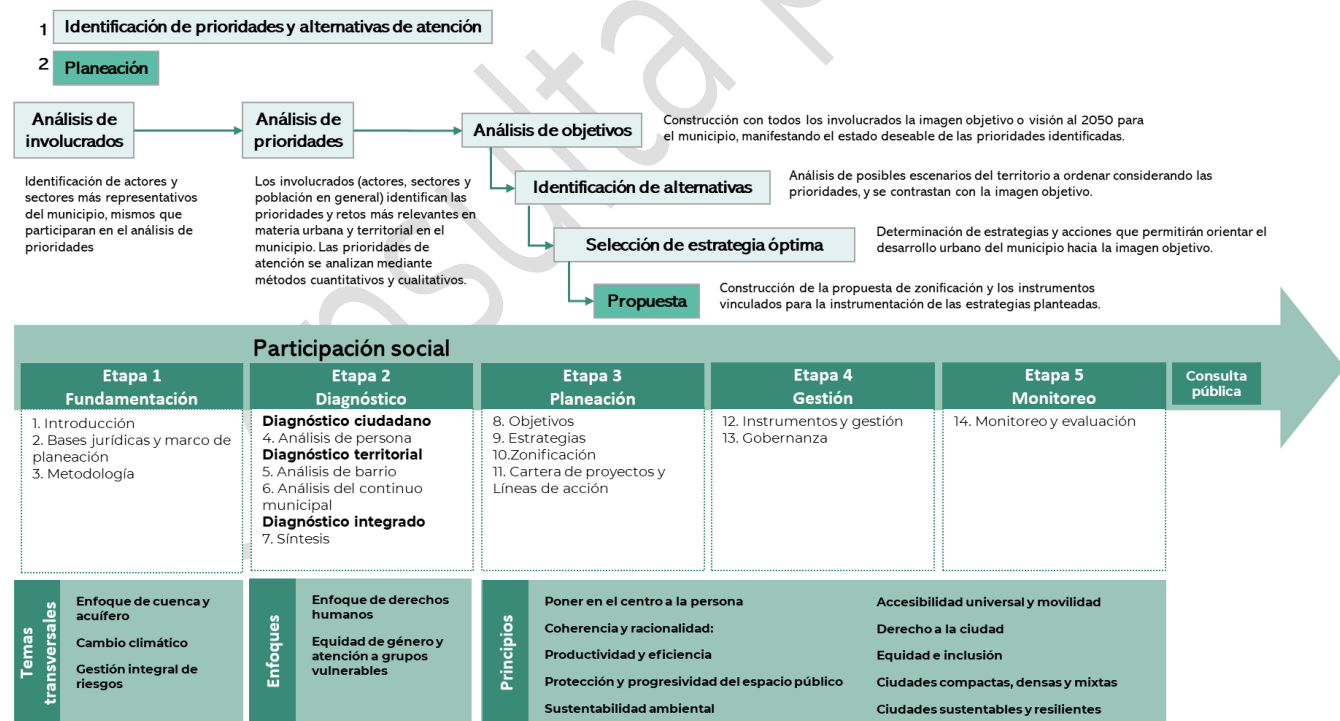 1 Identificación de prioridades y alternativas de atención
2 Planeación
Análisis de
involucrados
Identificación de actores y
sectores más representativos
del municipio, mismos que
participaran en el análisis de
prioridades
Análisis de
prioridades
Los involucrados (actores, sectores y
población en general) identifican las
prioridades y retos más relevantes en
materia urbana y territorial en el
municipio. Las prioridades de
atención se analizan mediante
métodos cuantitativos y cualitativos.
Análisis de objetivos
Construcción con todos los involucrados la imagen objetivo o visión al 2050 para
el municipio, manifestando el estado deseable de las prioridades identificadas.
Identificación de alternativas
Análisis de posibles escenarios del territorio a ordenar considerando las
prioridades, y se contrastan con la imagen objetivo.
Selección de estrategia óptima
Determinación de estrategias y acciones que permitirán orientar el
desarrollo urbano del municipio hacia la imagen objetivo.
Propuesta
Construcción de la propuesta de zonificación y los instrumentos
vinculados para la instrumentación de las estrategias planteadas.
Participación social
Etapa 1
Fundamentación
1. Introducción
2. Bases jurídicas y marco de
planeación
3. Metodología
Etapa 2
Diagnóstico
Diagnóstico ciudadano
4. Análisis de persona
Diagnóstico territorial
5. Análisis de barrio
6. Análisis del continuo
municipal
Diagnóstico integrado
7. Síntesis
Etapa 3
Planeación
8. Objetivos
9. Estrategias
10.Zonificación
11. Cartera de proyectos y
Líneas de acción
Etapa 4
Gestión
12. Instrumentos y gestión
13. Gobernanza
Etapa 5
Monitoreo
14. Monitoreo y evaluación
Consulta
pública
Temas
transversales
Enfoque de cuenca y
acuífero
Cambio climático
Gestión integral de
riesgos
Enfoques
Enfoque de derechos
humanos
Equidad de género y
atención a grupos
vulnerables
Principios
Poner en el centro a la persona
Coherencia y racionalidad:
Productividad y eficiencia
Protección y progresividad del espacio público
Sustentabilidad ambiental
Accesibilidad universal y movilidad
Derecho a la ciudad
Equidad e inclusión
Ciudades compactas, densas y mixtas
Ciudades sustentables y resilientes